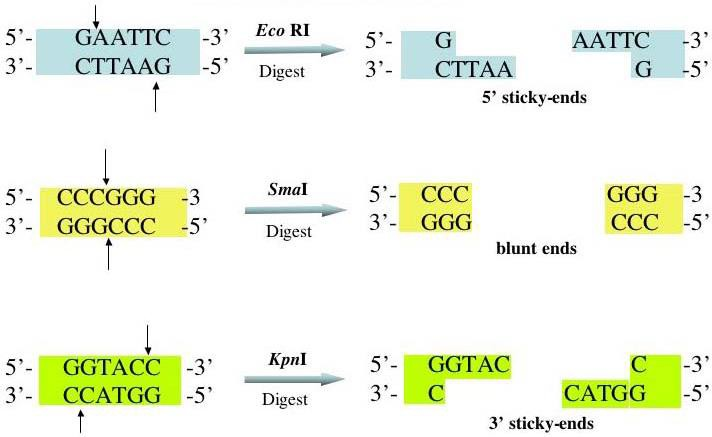 5’- GAATTC -3’ Eco RI 5’- G AATTC -3’
3’- CTTAAG -5’ Digest 3’- CTTAA G -5’
5’ sticky-ends
5’- CCCGGG -3 SmaI 5’- CCC GGG -3
3’- GGGCCC -5’ Digest 3’- GGG CCC -5’
blunt ends
5’- GGTACC -3’ KpnI 5’- GGTAC C -3’
3’- CCATGG -5’ Digest 3’- C CATGG -5’
3’ sticky-ends